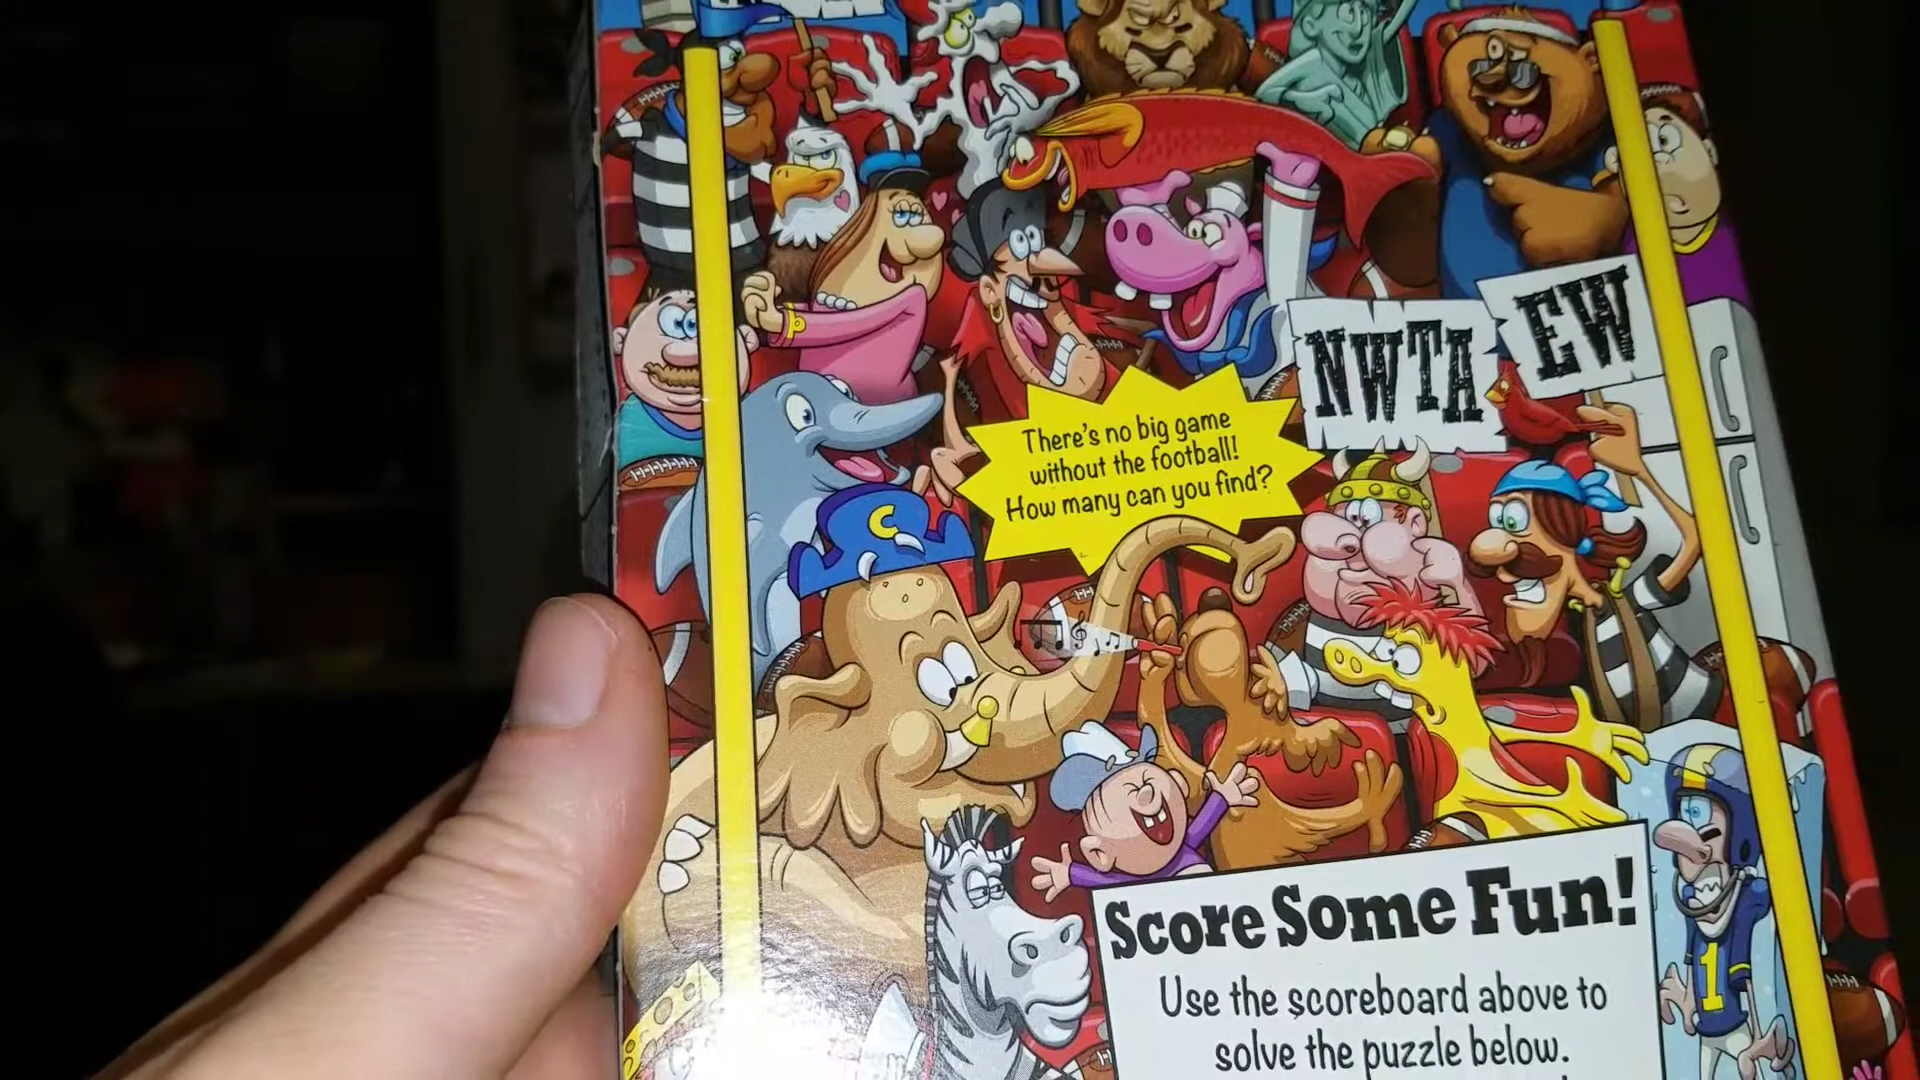 NWTA
EW
There's no big game
without the football!
How many can you find?
C
Score Some Fun!
Use the scoreboard above to
solve the puzzle below.
1